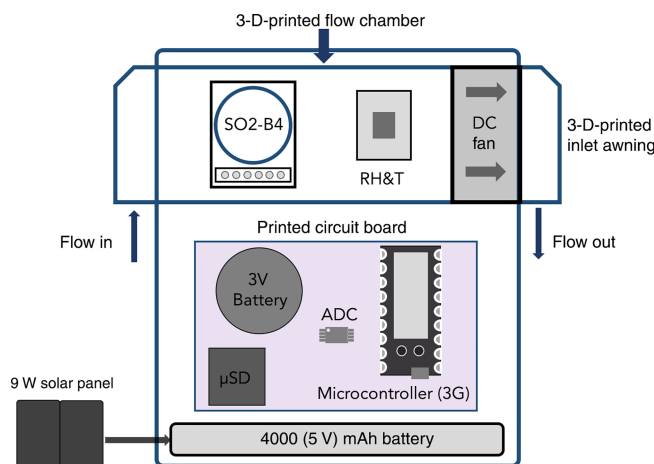 3-D-printed flow chamber
SO2-B4
RH&T
DC
fan
3-D-printed
inlet awning
Flow in
Flow out
Printed circuit board
3V
Battery
ADC
µSD
Microcontroller (3G)
9 W solar panel
4000 (5 V) mAh battery